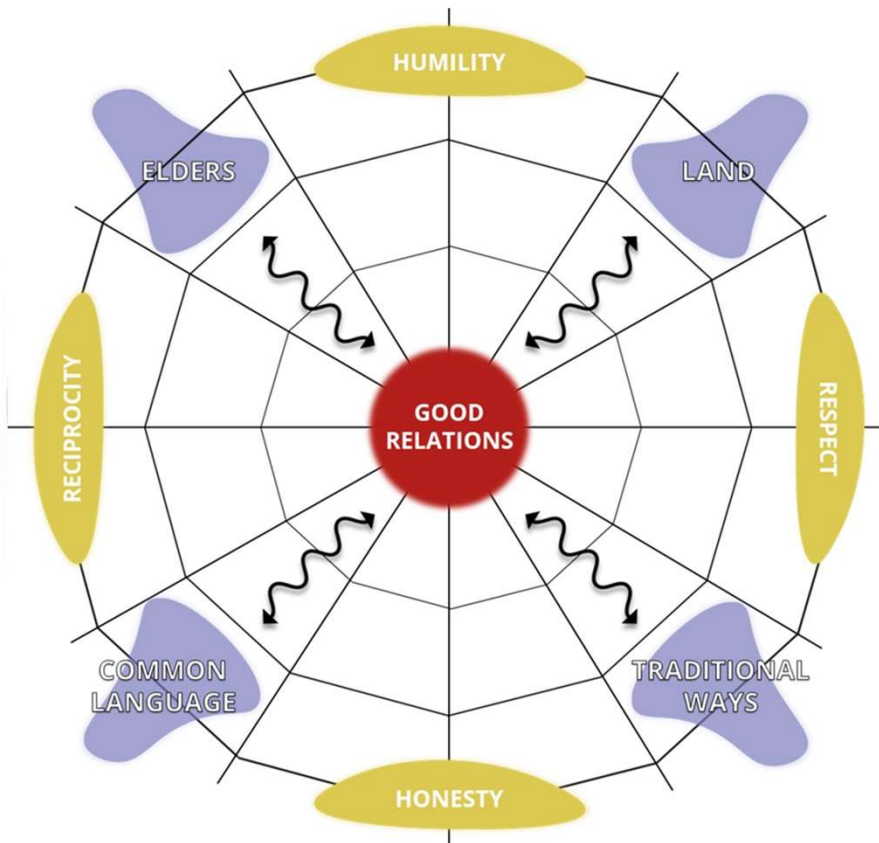 HUMILITY
ELDERS
LAND
RECIPROCITY
GOOD
RELATIONS
RESPECT
COMMON
LANGUAGE
TRADITIONAL
WAYS
HONESTY